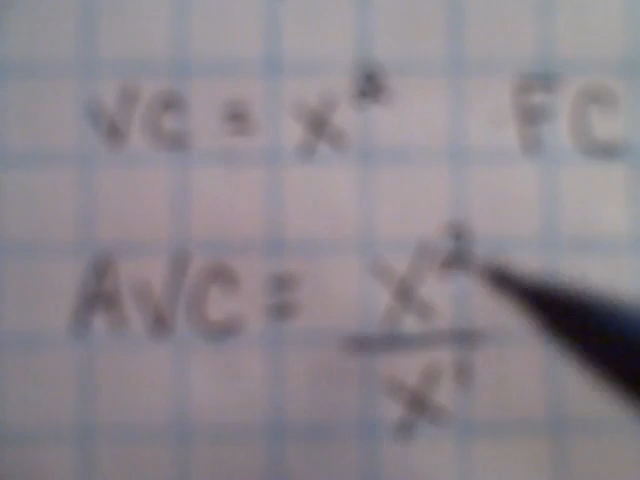 VC = x² FC
AVC = x²/x¹